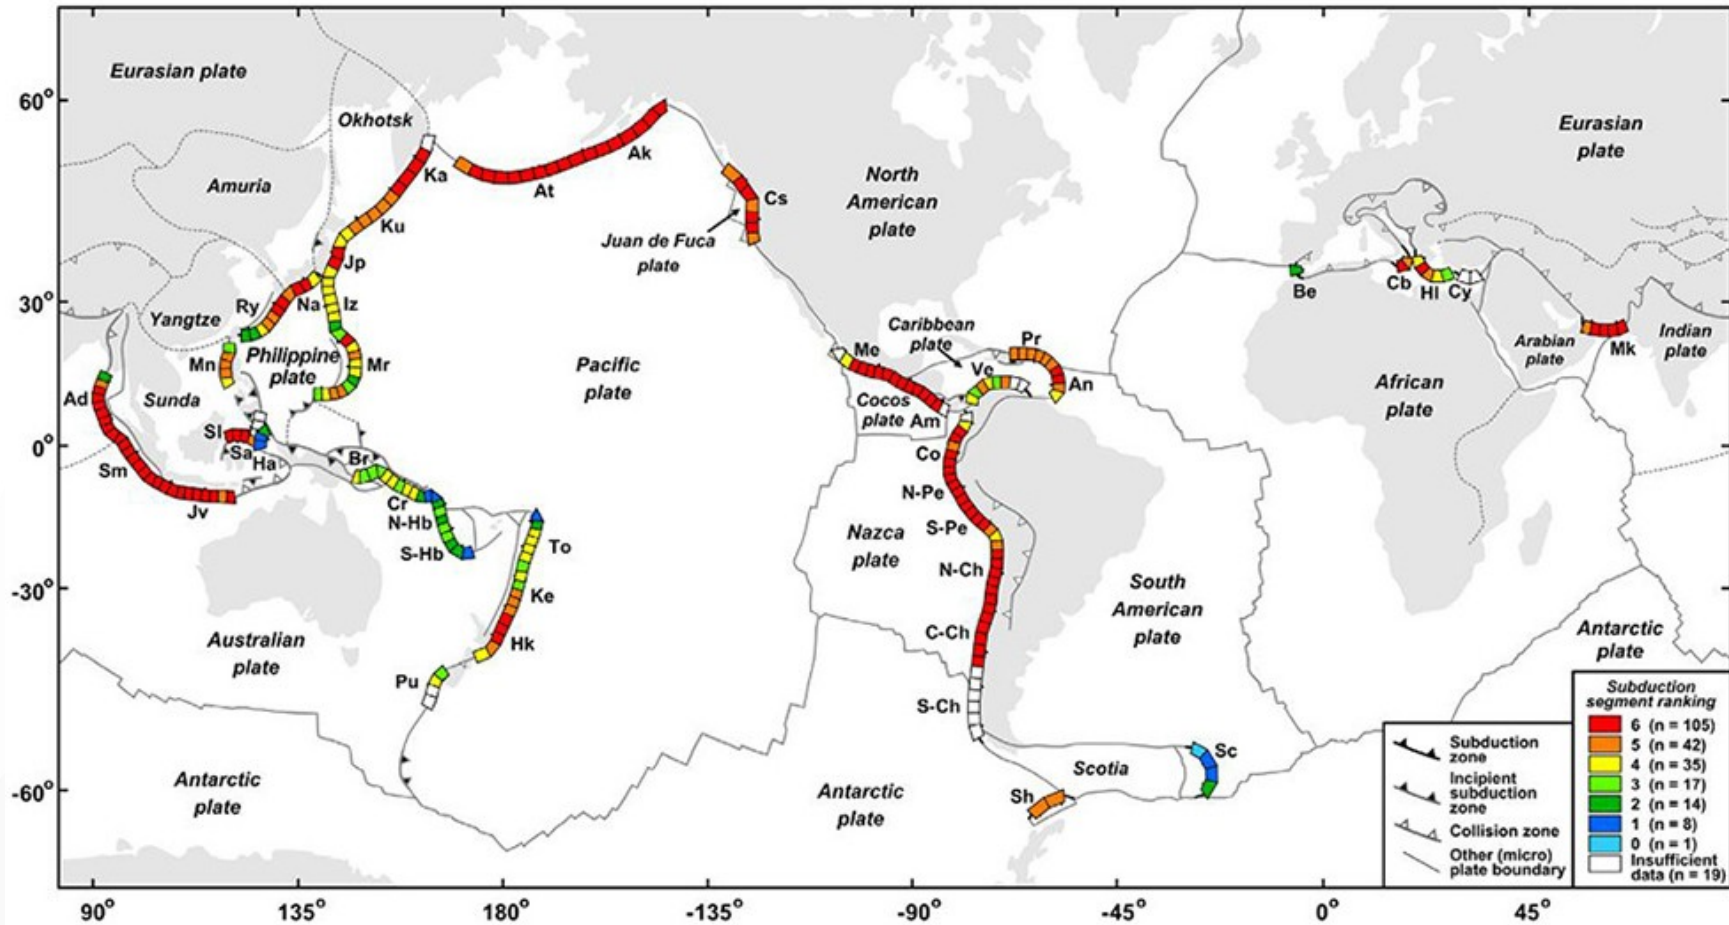 Eurasian plate
60°
Okhotsk
Eurasian
plate
Ka
Ak
At
Amuria
North
American
plate
Cs
Ku
Juan de Fuca
plate
Jp
30°
Ry
Na
Iz
Yangtze
Be
Cb
Hl
Cy
Caribbean
plate
Pr
Arabian
plate
Indian
plate
Mk
Mn
Philippine
plate
Mr
Pacific
plate
Me
Ve
An
African
plate
Ad
Sunda
Cocos
plate
Am
Sl
Sa
Ha
0°
Br
Co
Sm
Cr
N-Pe
Jv
N-Hb
S-Pe
S-Hb
To
Nazca
plate
N-Ch
-30°
Ke
South
American
plate
Australian
plate
Hk
C-Ch
Antarctic
plate
Pu
S-Ch
Antarctic
plate
Scotia
Sc
-60°
Sh
Antarctic
plate
Subduction
zone
Incipient
subduction
zone
Collision zone
Other (micro)
plate boundary
Subduction
segment ranking
6 (n = 105)
5 (n = 42)
4 (n = 35)
3 (n = 17)
2 (n = 14)
1 (n = 8)
0 (n = 1)
Insufficient
data (n = 19)
90°
135°
180°
-135°
-90°
-45°
0°
45°